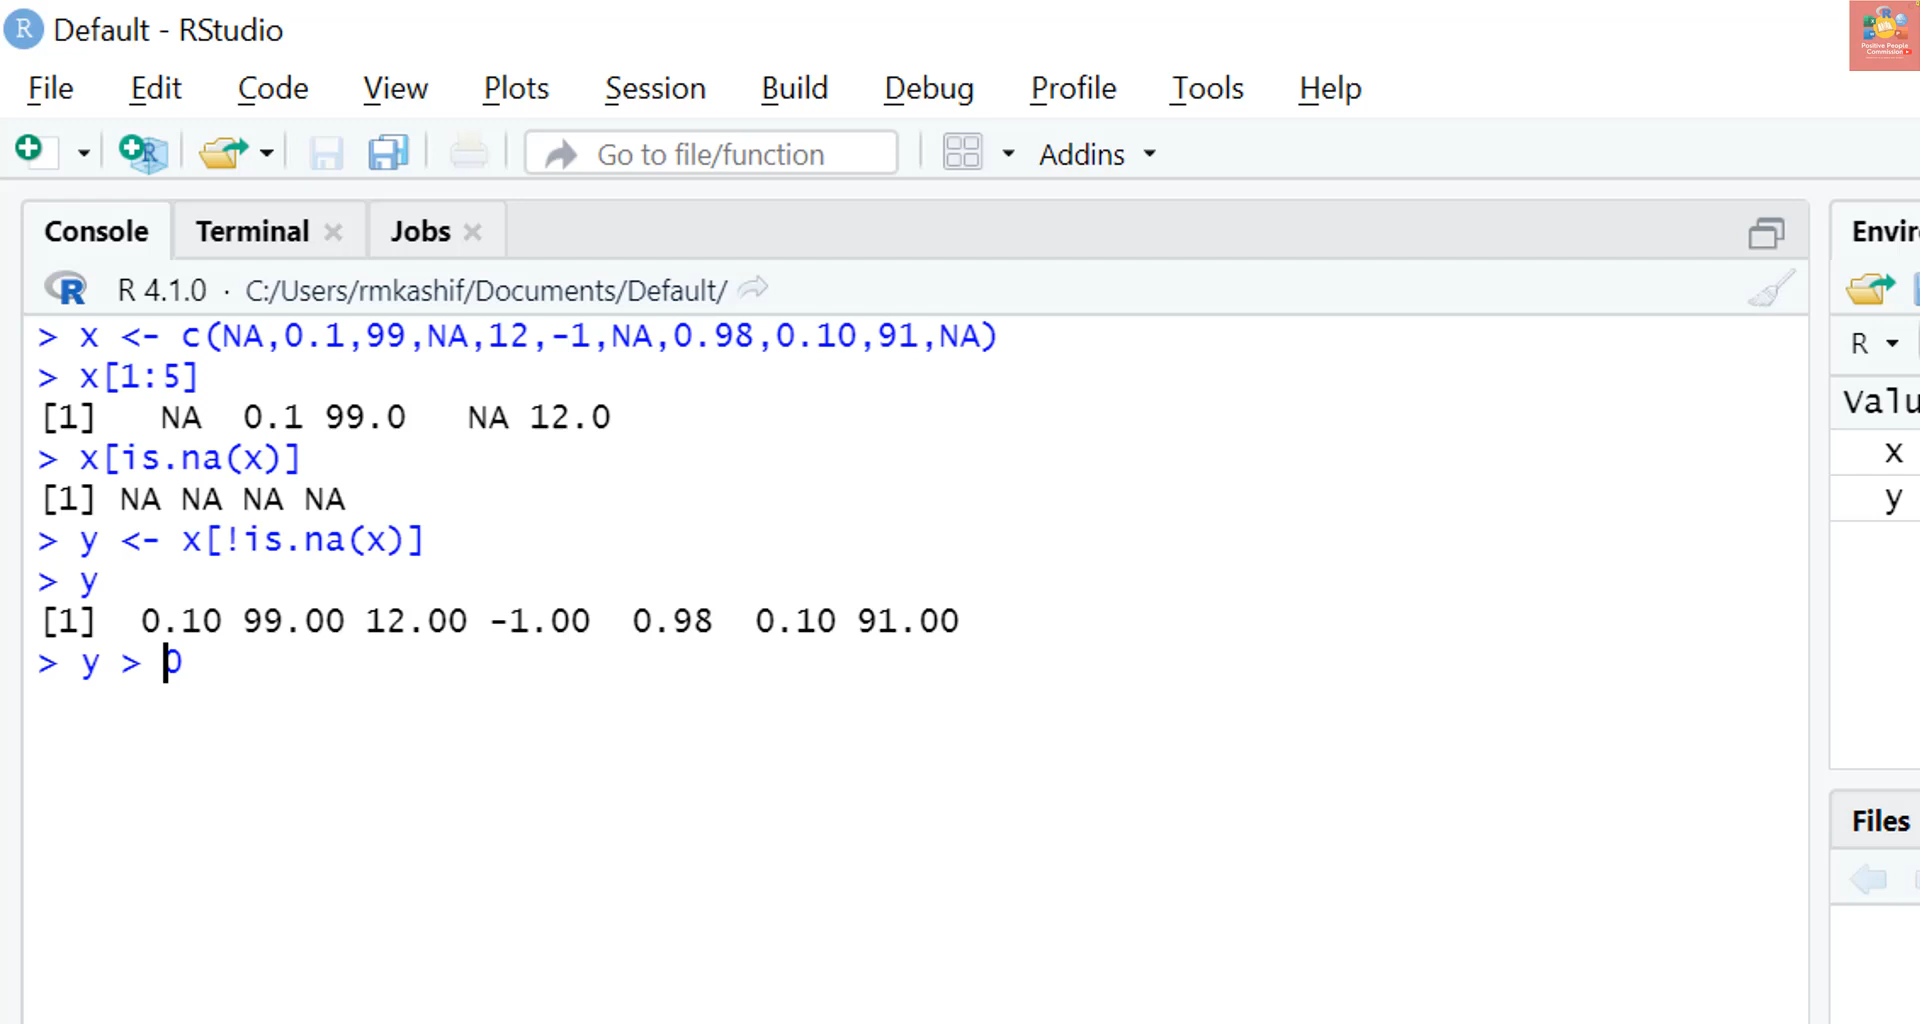 Default - RStudio
Positive People
Commission
File Edit Code View Plots Session Build Debug Profile Tools Help
Go to file/function Addins
Console Terminal Jobs
R 4.1.0 · C:/Users/rmkashif/Documents/Default/
> x <- c(NA,0.1,99,NA,12,-1,NA,0.98,0.10,91,NA)
> x[1:5]
[1]   NA  0.1 99.0   NA 12.0
> x[is.na(x)]
[1] NA NA NA NA
> y <- x[!is.na(x)]
> y
[1]  0.10 99.00 12.00 -1.00  0.98  0.10 91.00
> y > 0
Envir
R
Valu
x
y
Files